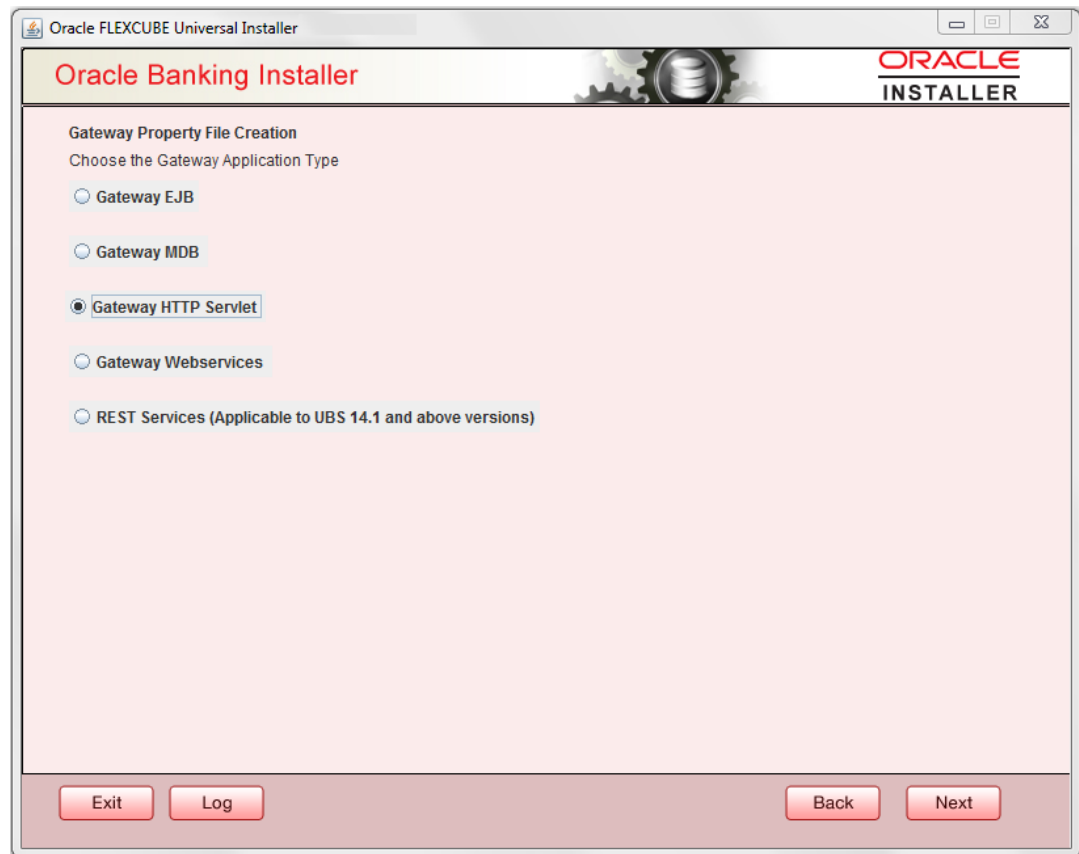 Oracle FLEXCUBE Universal Installer
Oracle Banking Installer
ORACLE
INSTALLER
Gateway Property File Creation
Choose the Gateway Application Type
Gateway EJB
Gateway MDB
Gateway HTTP Servlet
Gateway Webservices
REST Services (Applicable to UBS 14.1 and above versions)
Exit
Log
Back
Next